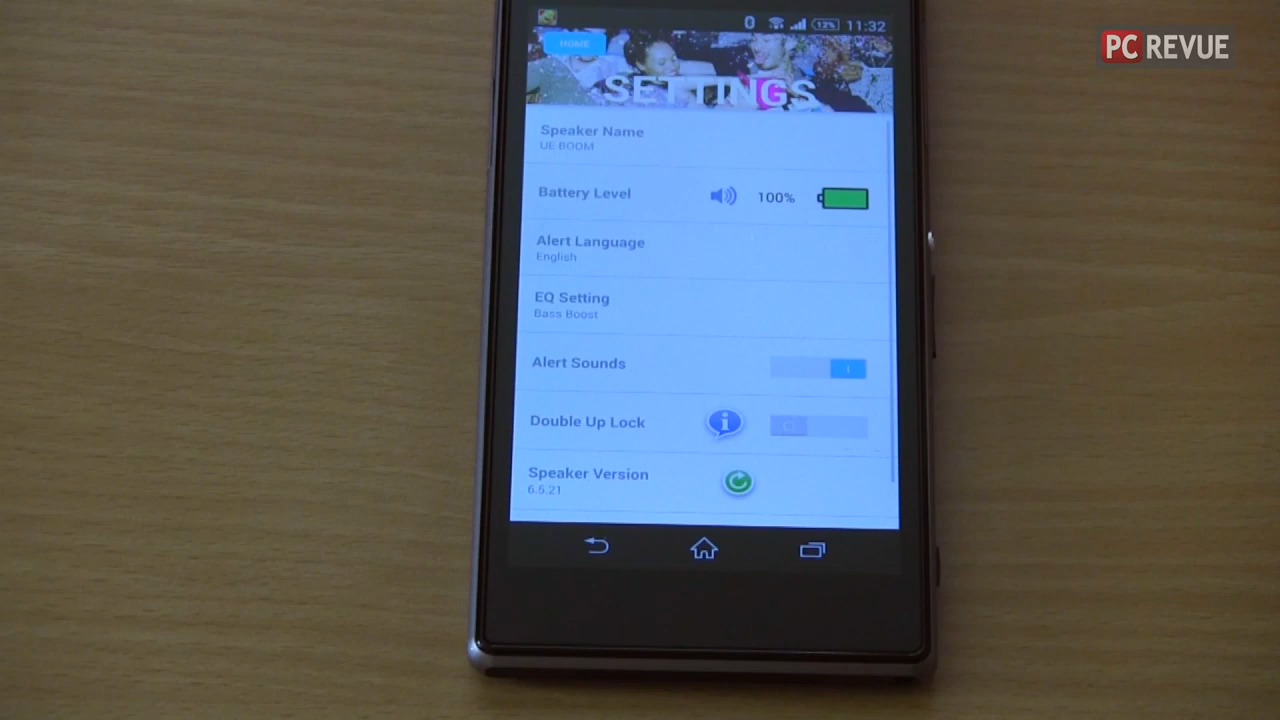 12% 11:32
PC REVUE
HOME
SETTINGS
Speaker Name
UE BOOM
Battery Level 100%
Alert Language
English
EQ Setting
Bass Boost
Alert Sounds
Double Up Lock
Speaker Version
6.5.21